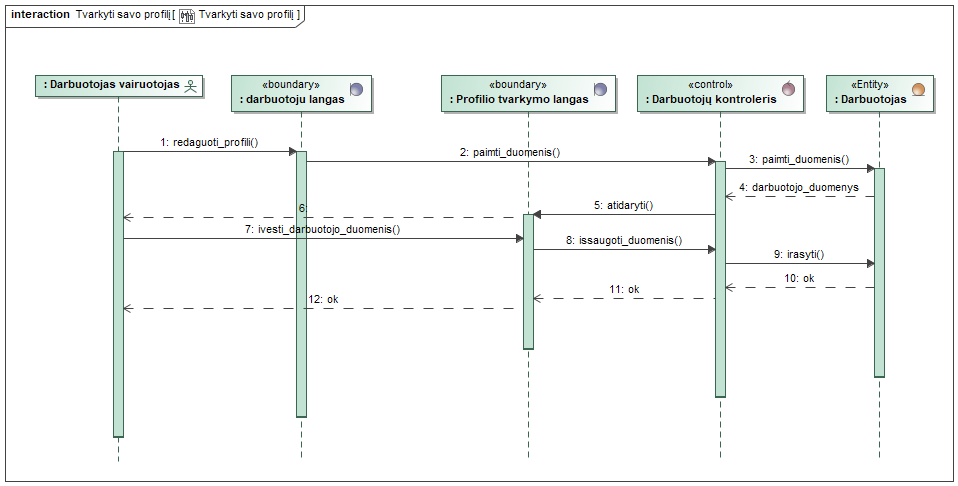 interaction Tvarkyti savo profilį[ Tvarkyti savo profilį ]
: Darbuotojas vairuotojas
«boundary»
: darbuotoju langas
«boundary»
: Profilio tvarkymo langas
«control»
: Darbuotojų kontroleris
«Entity»
: Darbuotojas
1: redaguoti_profili()
2: paimti_duomenis()
3: paimti_duomenis()
4: darbuotojo_duomenys
5: atidaryti()
6:
7: ivesti_darbuotojo_duomenis()
8: issaugoti_duomenis()
9: irasyti()
10: ok
11: ok
12: ok